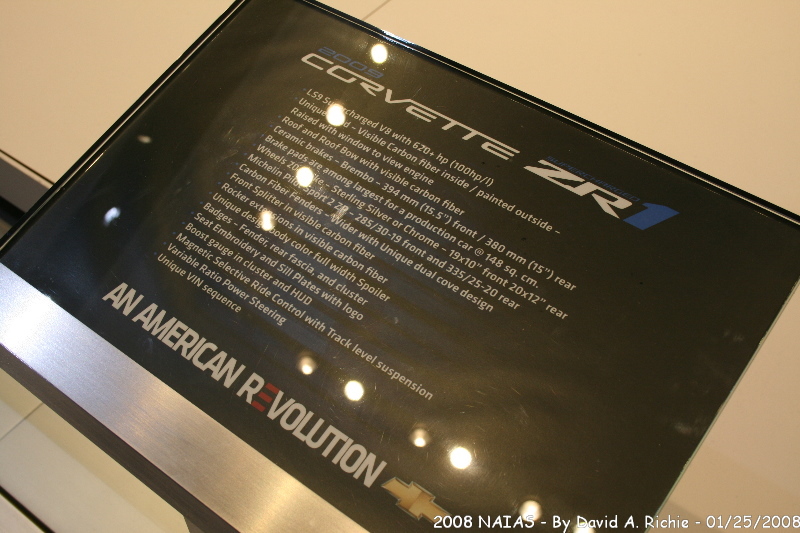 2009
CORVETTE ZR1
SUPERCHARGED
- LS9 Supercharged V8 with 620+ hp (100hp/l)
- Unique – Visible Carbon fiber inside / painted outside –
Raised with window to view engine
- Roof and Roof Bow with visible carbon fiber
- Ceramic brakes – Brembo – 394 mm (15.5") front / 380 mm (15") rear
- Brake pads are among largest for a production car @ 148 sq. cm.
- Wheels – Sterling Silver or Chrome – 19x10" front 20x12" rear
- Michelin Pilot Sport 2 – 285/30-19 front and 335/25-20 rear
- Carbon Fiber Fenders – Wider with Unique dual cove design
- Front Splitter in visible carbon fiber
- Rocker extensions in visible carbon fiber
- Unique design body color full width Spoiler
- Badges – Fender, rear fascia, and cluster
- Seat Embroidery and Sill Plates with logo
- Boost gauge in cluster and HUD
- Magnetic Selective Ride Control with Track level suspension
- Variable Ratio Power Steering
- Unique VIN sequence
AN AMERICAN REVOLUTION
2008 NAIAS - By David A. Richie - 01/25/2008